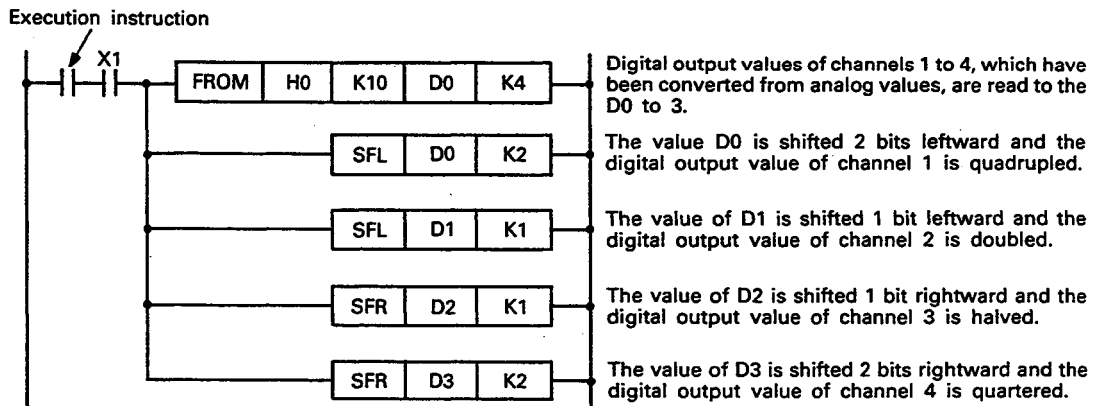 Execution instruction
X1
FROM H0 K10 D0 K4
Digital output values of channels 1 to 4, which have
been converted from analog values, are read to the
D0 to 3.
SFL D0 K2
The value D0 is shifted 2 bits leftward and the
digital output value of channel 1 is quadrupled.
SFL D1 K1
The value of D1 is shifted 1 bit leftward and the
digital output value of channel 2 is doubled.
SFR D2 K1
The value of D2 is shifted 1 bit rightward and the
digital output value of channel 3 is halved.
SFR D3 K2
The value of D3 is shifted 2 bits rightward and the
digital output value of channel 4 is quartered.